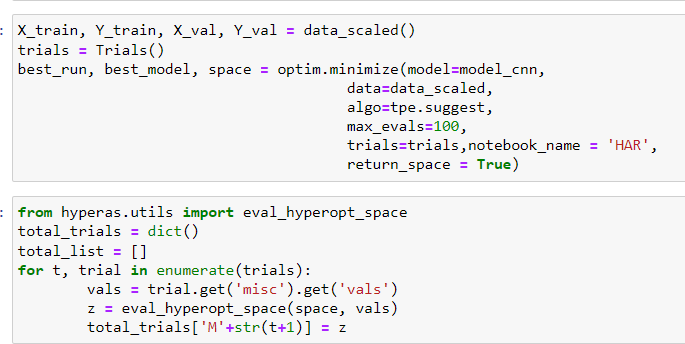 : X_train, Y_train, X_val, Y_val = data_scaled()
trials = Trials()
best_run, best_model, space = optim.minimize(model=model_cnn,
data=data_scaled,
algo=tpe.suggest,
max_evals=100,
trials=trials,notebook_name = 'HAR',
return_space = True)
: from hyperas.utils import eval_hyperopt_space
total_trials = dict()
total_list = []
for t, trial in enumerate(trials):
vals = trial.get('misc').get('vals')
z = eval_hyperopt_space(space, vals)
total_trials['M'+str(t+1)] = z